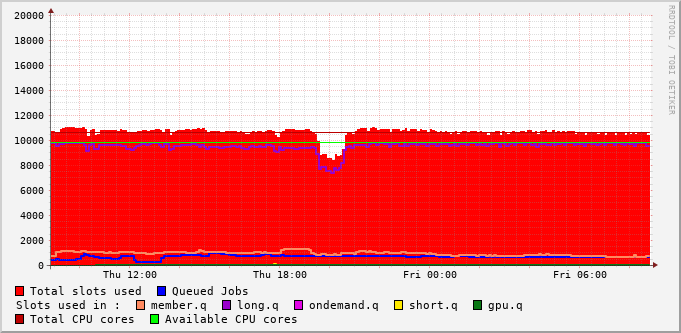 RRDTOOL / TOBI OETIKER
20000
18000
16000
14000
12000
10000
8000
6000
4000
2000
0
Thu 12:00 Thu 18:00 Fri 00:00 Fri 06:00
Total slots used Queued Jobs
Slots used in : member.q long.q ondemand.q short.q gpu.q
Total CPU cores Available CPU cores